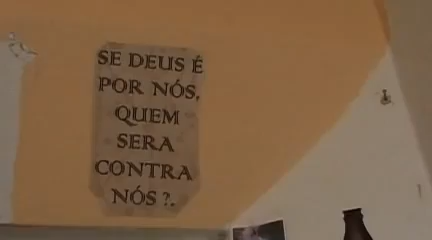 SE DEUS É
POR NÓS,
QUEM
SERA
CONTRA
NÓS ?.